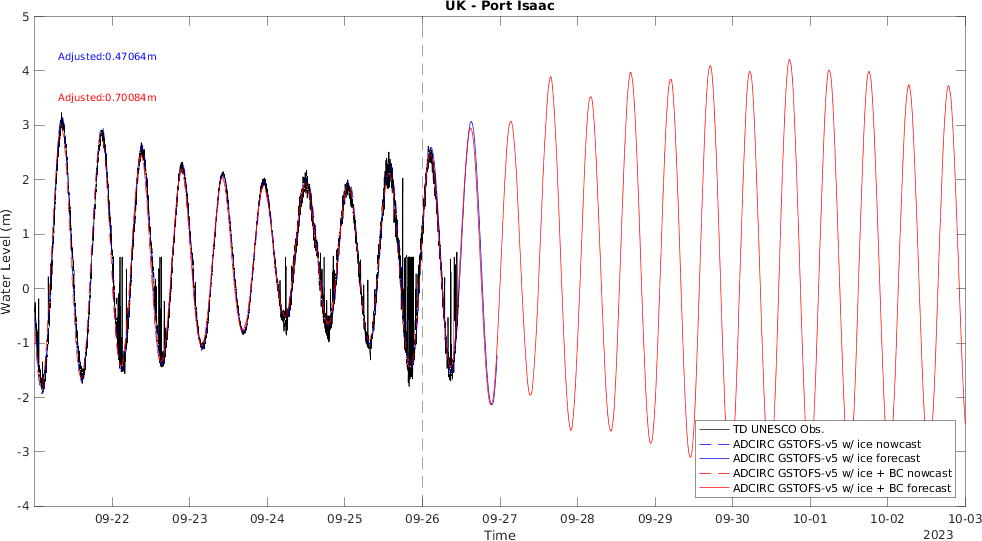 UK - Port Isaac
5
4
3
2
1
0
-1
-2
-3
-4
Water Level (m)
Adjusted:0.47064m
Adjusted:0.70084m
TD UNESCO Obs.
ADCIRC GSTOFS-v5 w/ ice nowcast
ADCIRC GSTOFS-v5 w/ ice forecast
ADCIRC GSTOFS-v5 w/ ice + BC nowcast
ADCIRC GSTOFS-v5 w/ ice + BC forecast
09-22 09-23 09-24 09-25 09-26 09-27 09-28 09-29 09-30 10-01 10-02 10-03
Time
2023